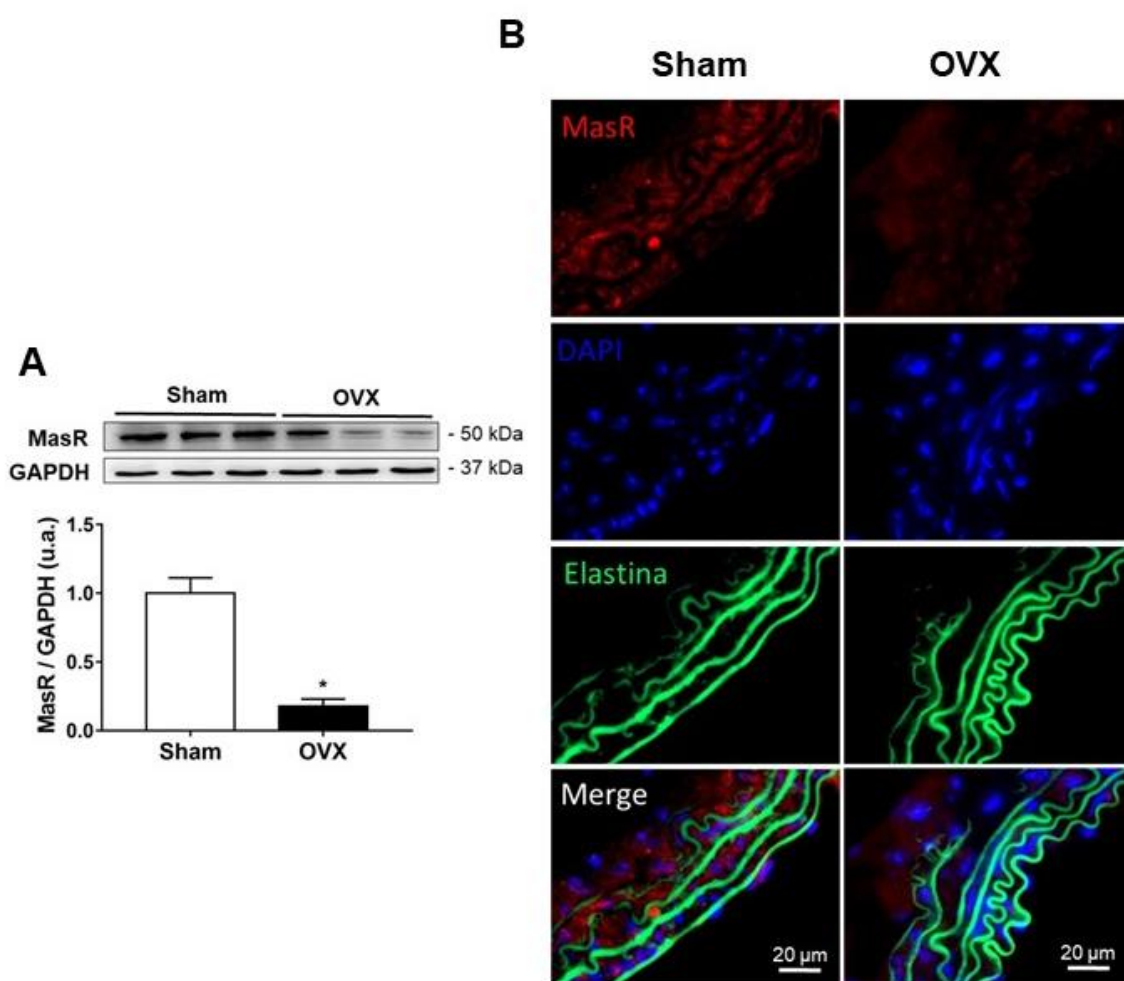 A
Sham OVX
MasR - 50 kDa
GAPDH - 37 kDa
MasR / GAPDH (u.a.)
1.5
1.0
0.5
0.0
*
Sham OVX
B
Sham OVX
MasR
DAPI
Elastina
Merge
20 µm 20 µm